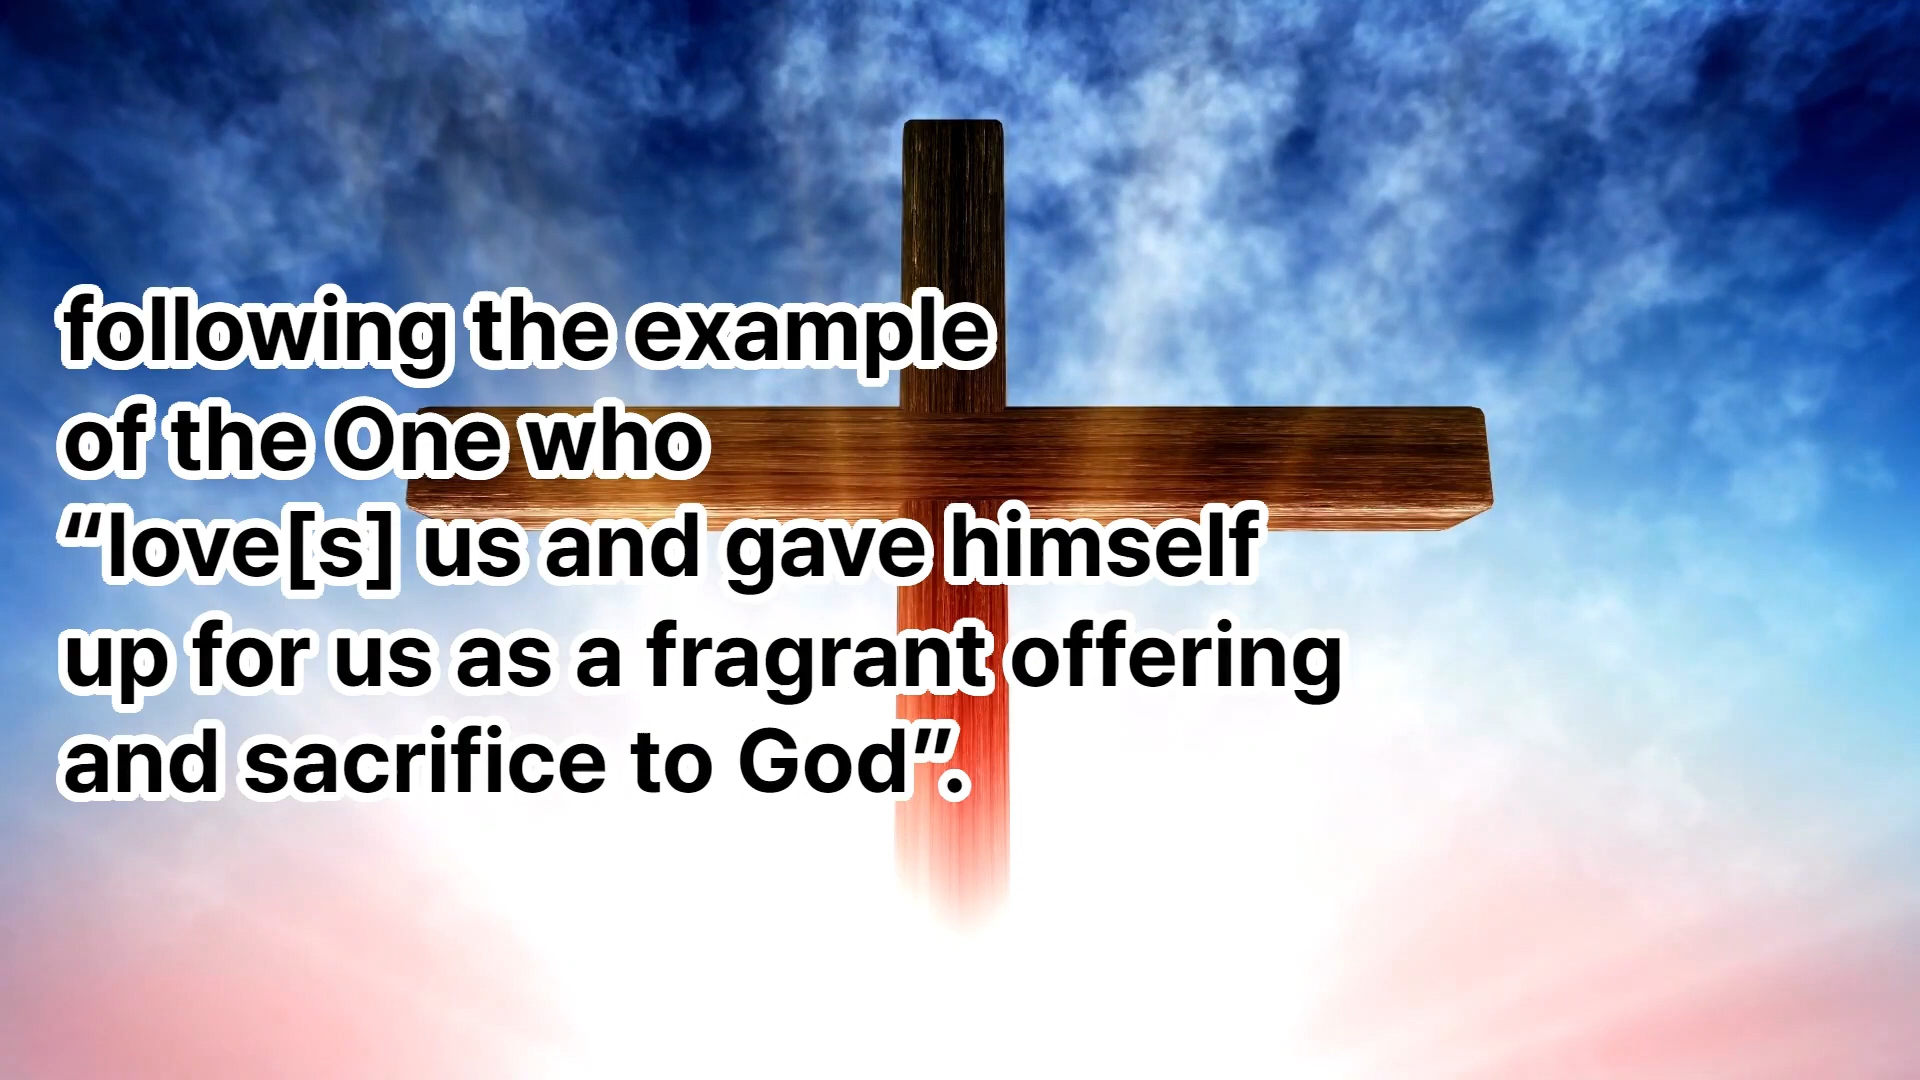 following the example
of the One who
“love[s] us and gave himself
up for us as a fragrant offering
and sacrifice to God”.